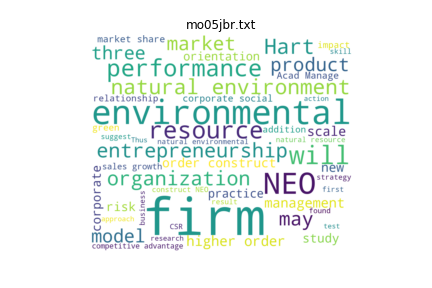 mo05jbr.txt
market share
market
Hart
impact
skill
three
orientation
product
performance
Acad Manage
natural environment
relationship
corporate social
action
environmental
green
resource
addition
scale
suggest
Thus
natural environmental
natural resource
entrepreneurship
will
new
sales growth
order construct
organization
NEO
strategy
construct NEO
first
corporate
risk
practice
management
approach
business
firm
result
may
found
model
CSR
test
research
higher order
study
competitive advantage